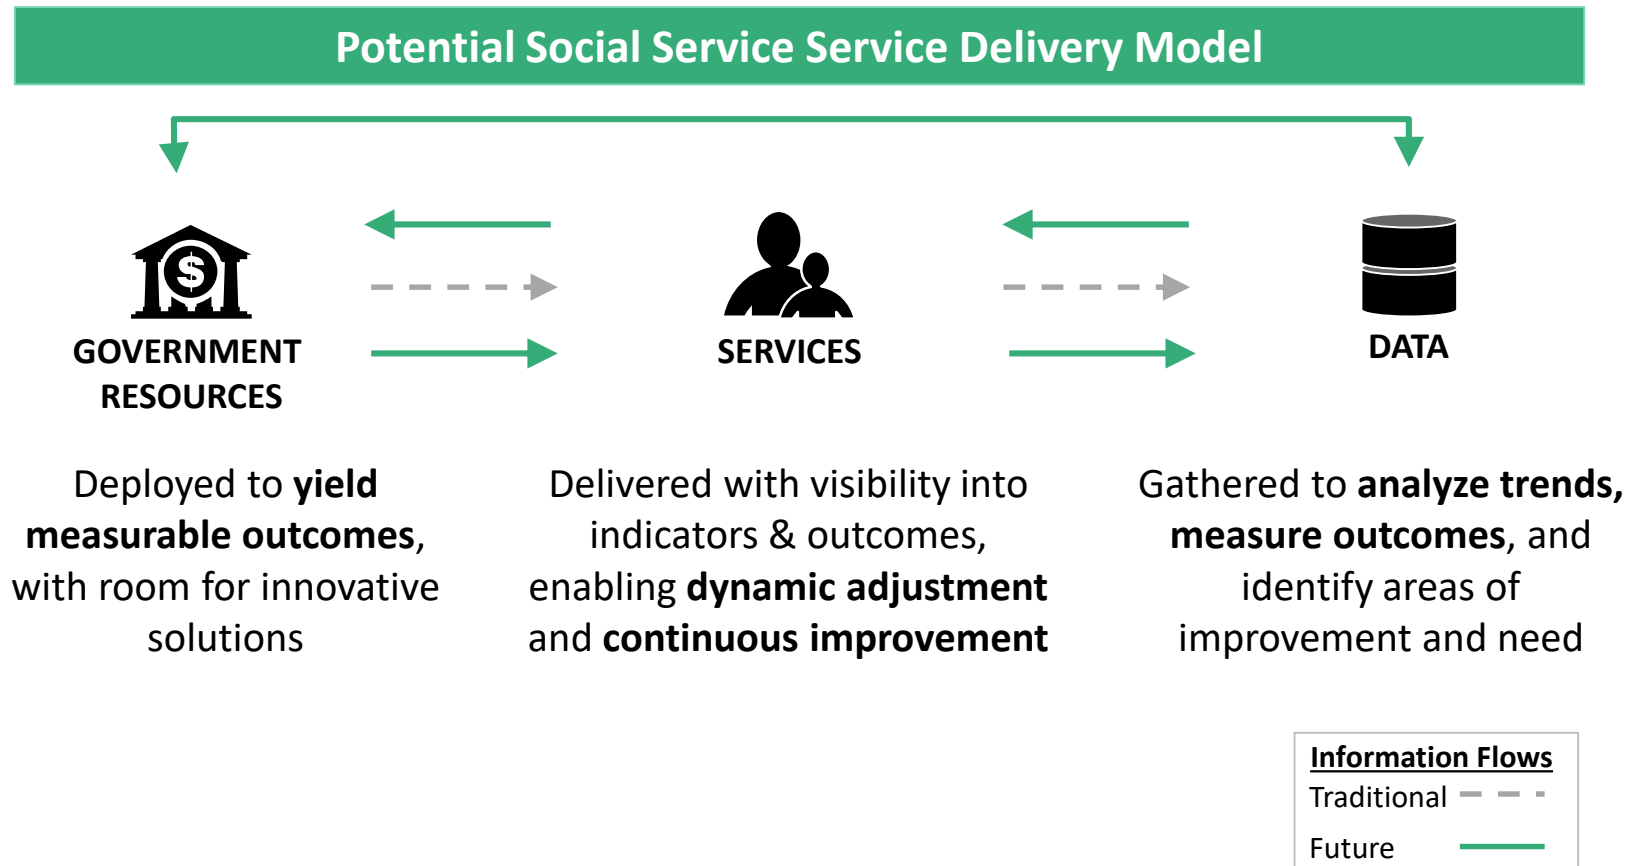 Potential Social Service Service Delivery Model
$
GOVERNMENT
RESOURCES
Deployed to yield
measurable outcomes,
with room for innovative
solutions
SERVICES
Delivered with visibility into
indicators & outcomes,
enabling dynamic adjustment
and continuous improvement
DATA
Gathered to analyze trends,
measure outcomes, and
identify areas of
improvement and need
Information Flows
Traditional
Future